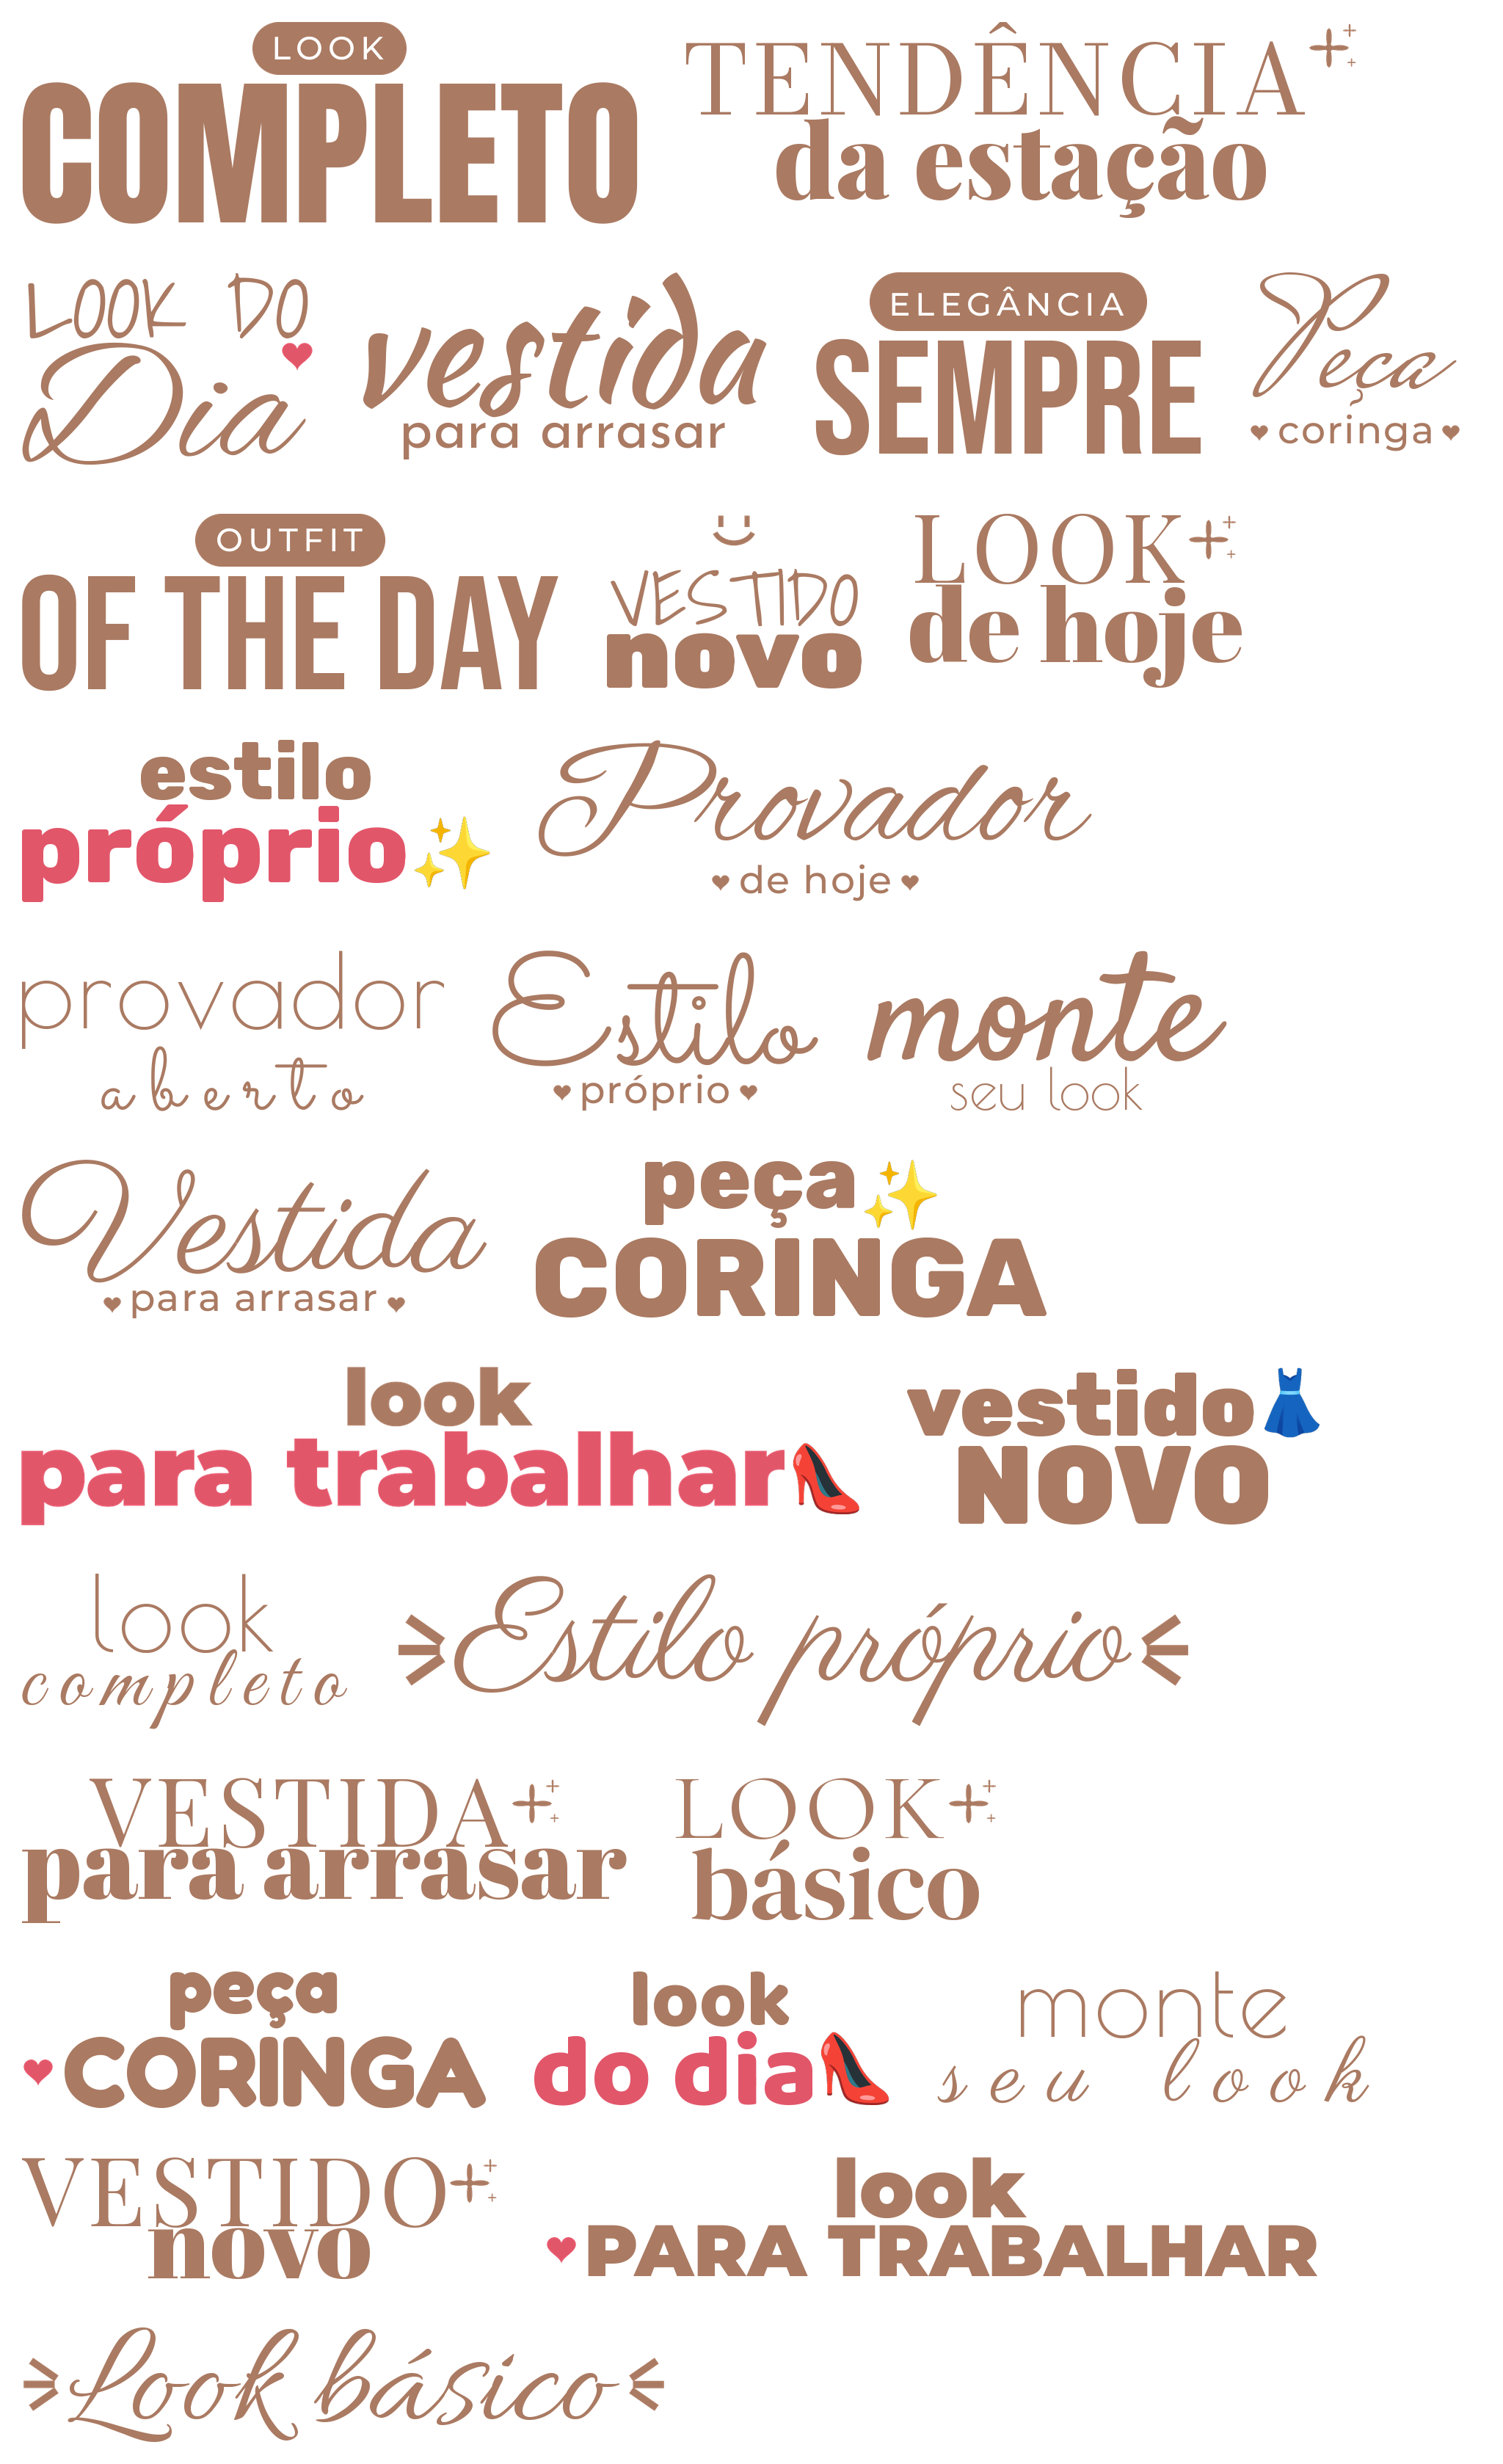 LOOK
COMPLETO
TENDÊNCIA
da estação
LOOK DO
Dia
vestida
para arrasar
ELEGÂNCIA
SEMPRE
Peça
coringa
OUTFIT
OF THE DAY
VESTIDO
novo
LOOK
de hoje
estilo
próprio
Provador
de hoje
provador
aberto
Estilo
próprio
monte
seu look
Vestida
para arrasar
peça
CORINGA
look
para trabalhar
vestido
NOVO
look
completo
Estilo própio
VESTIDA
para arrasar
LOOK
básico
peça
CORINGA
look
do dia
monte
seu look
VESTIDO
novo
look
PARA TRABALHAR
Look básico